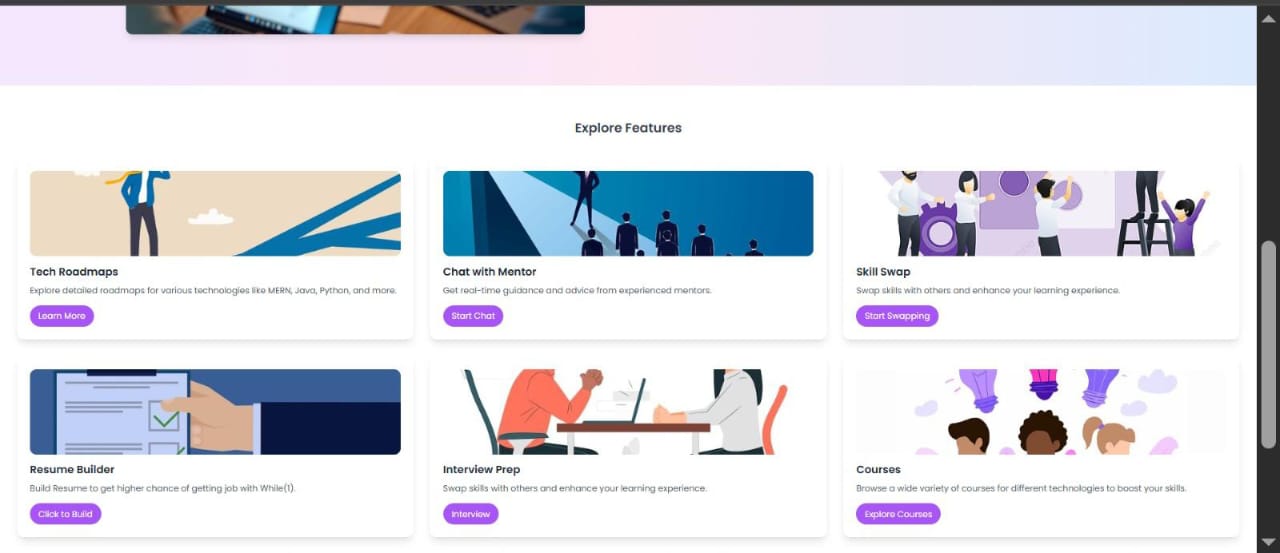 Explore Features
Tech Roadmaps
Explore detailed roadmaps for various technologies like MERN, Java, Python, and more.
Learn More
Chat with Mentor
Get real-time guidance and advice from experienced mentors.
Start Chat
Skill Swap
Swap skills with others and enhance your learning experience.
Start Swapping
Resume Builder
Build Resume to get higher chance of getting job with While(1).
Click to Build
Interview Prep
Swap skills with others and enhance your learning experience.
Interview
Courses
Browse a wide variety of courses for different technologies to boost your skills.
Explore Courses